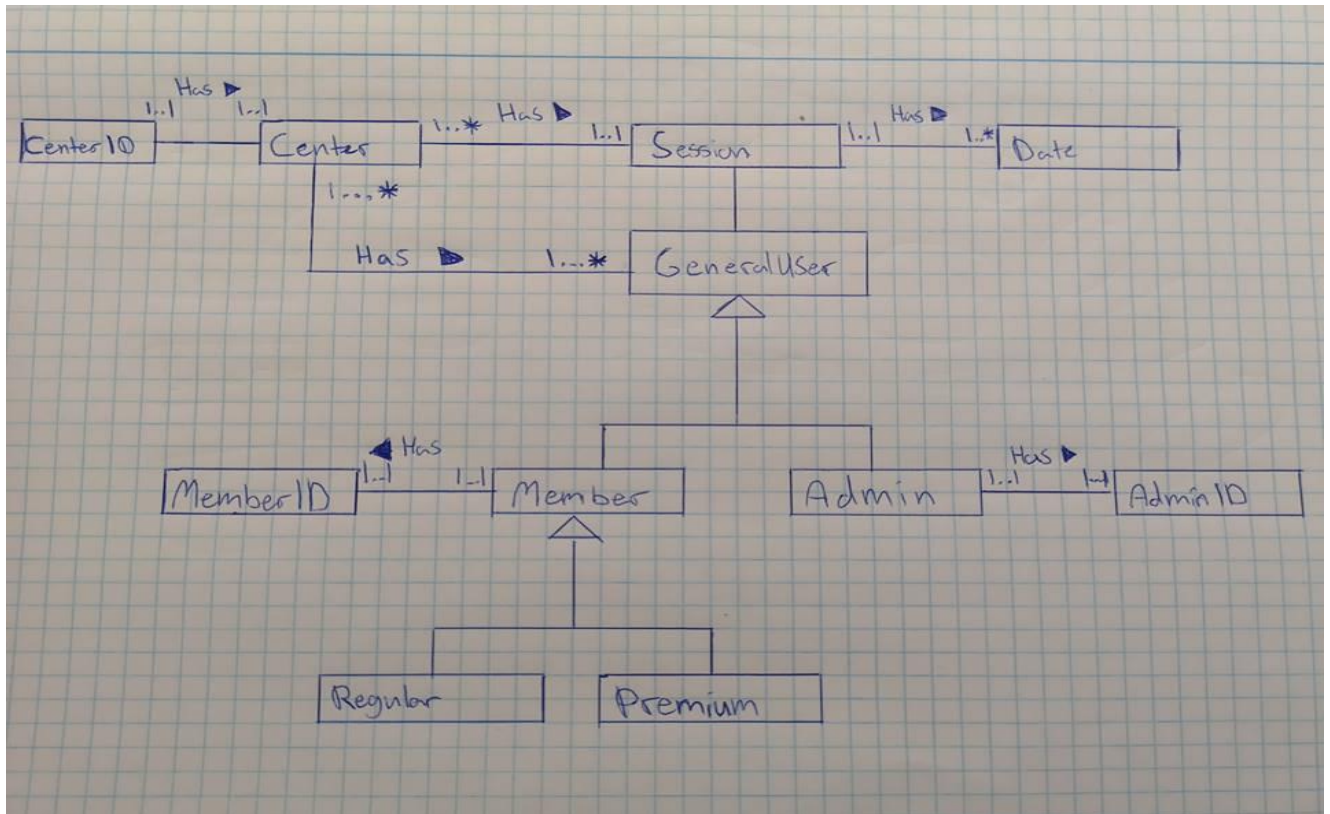 Has ▶
1..1 1..1
CenterID
Center
1..* Has ▶ 1..1
Session
Has ▶
1..1 1..*
Date
1...,*
Has ▶ 1...*
GeneralUser
◀ Has
1..1 1..1
MemberID
Member
Admin
Has ▶
1..1 1..1
AdminID
Regular
Premium